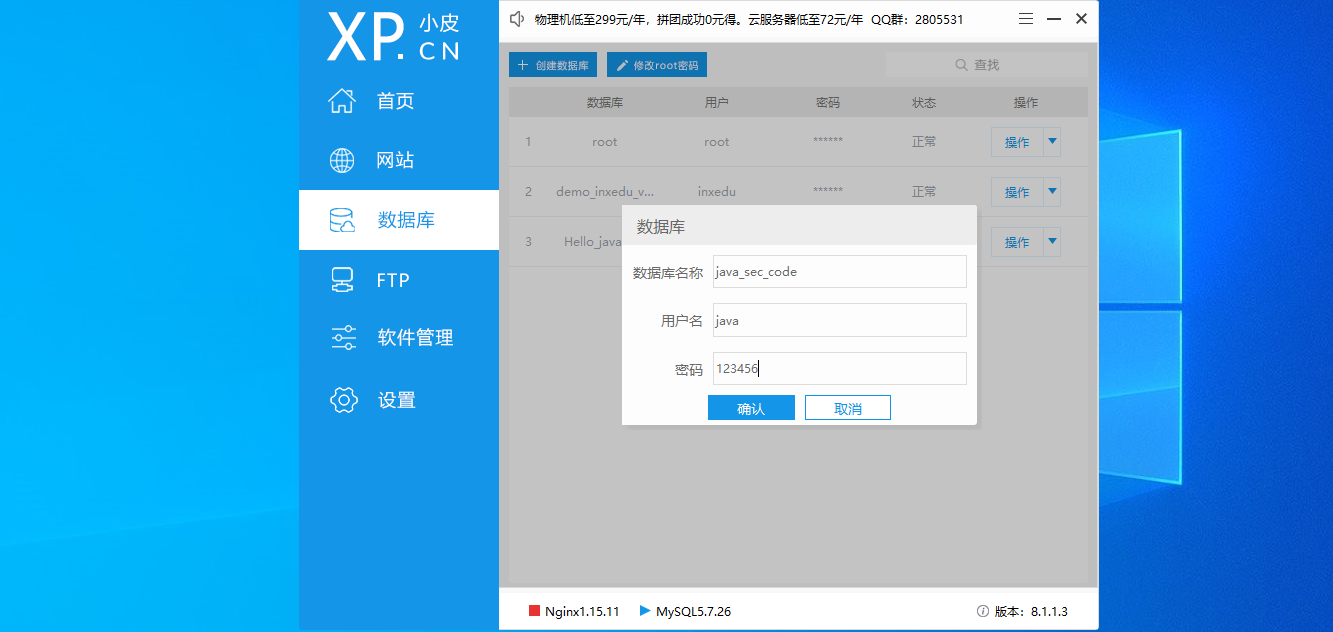 XP.小皮
CN
首页
网站
数据库
FTP
软件管理
设置
物理机低至299元/年，拼团成功0元得。云服务器低至72元/年 QQ群：2805531
创建数据库 修改root密码 查找
数据库 用户 密码 状态 操作
1 root root ****** 正常 操作
2 demo_inxedu_v... inxedu ****** 正常 操作
3 Hello_java 操作
数据库
数据库名称 java_sec_code
用户名 java
密码 123456
确认 取消
Nginx1.15.11 MySQL5.7.26 版本：8.1.1.3